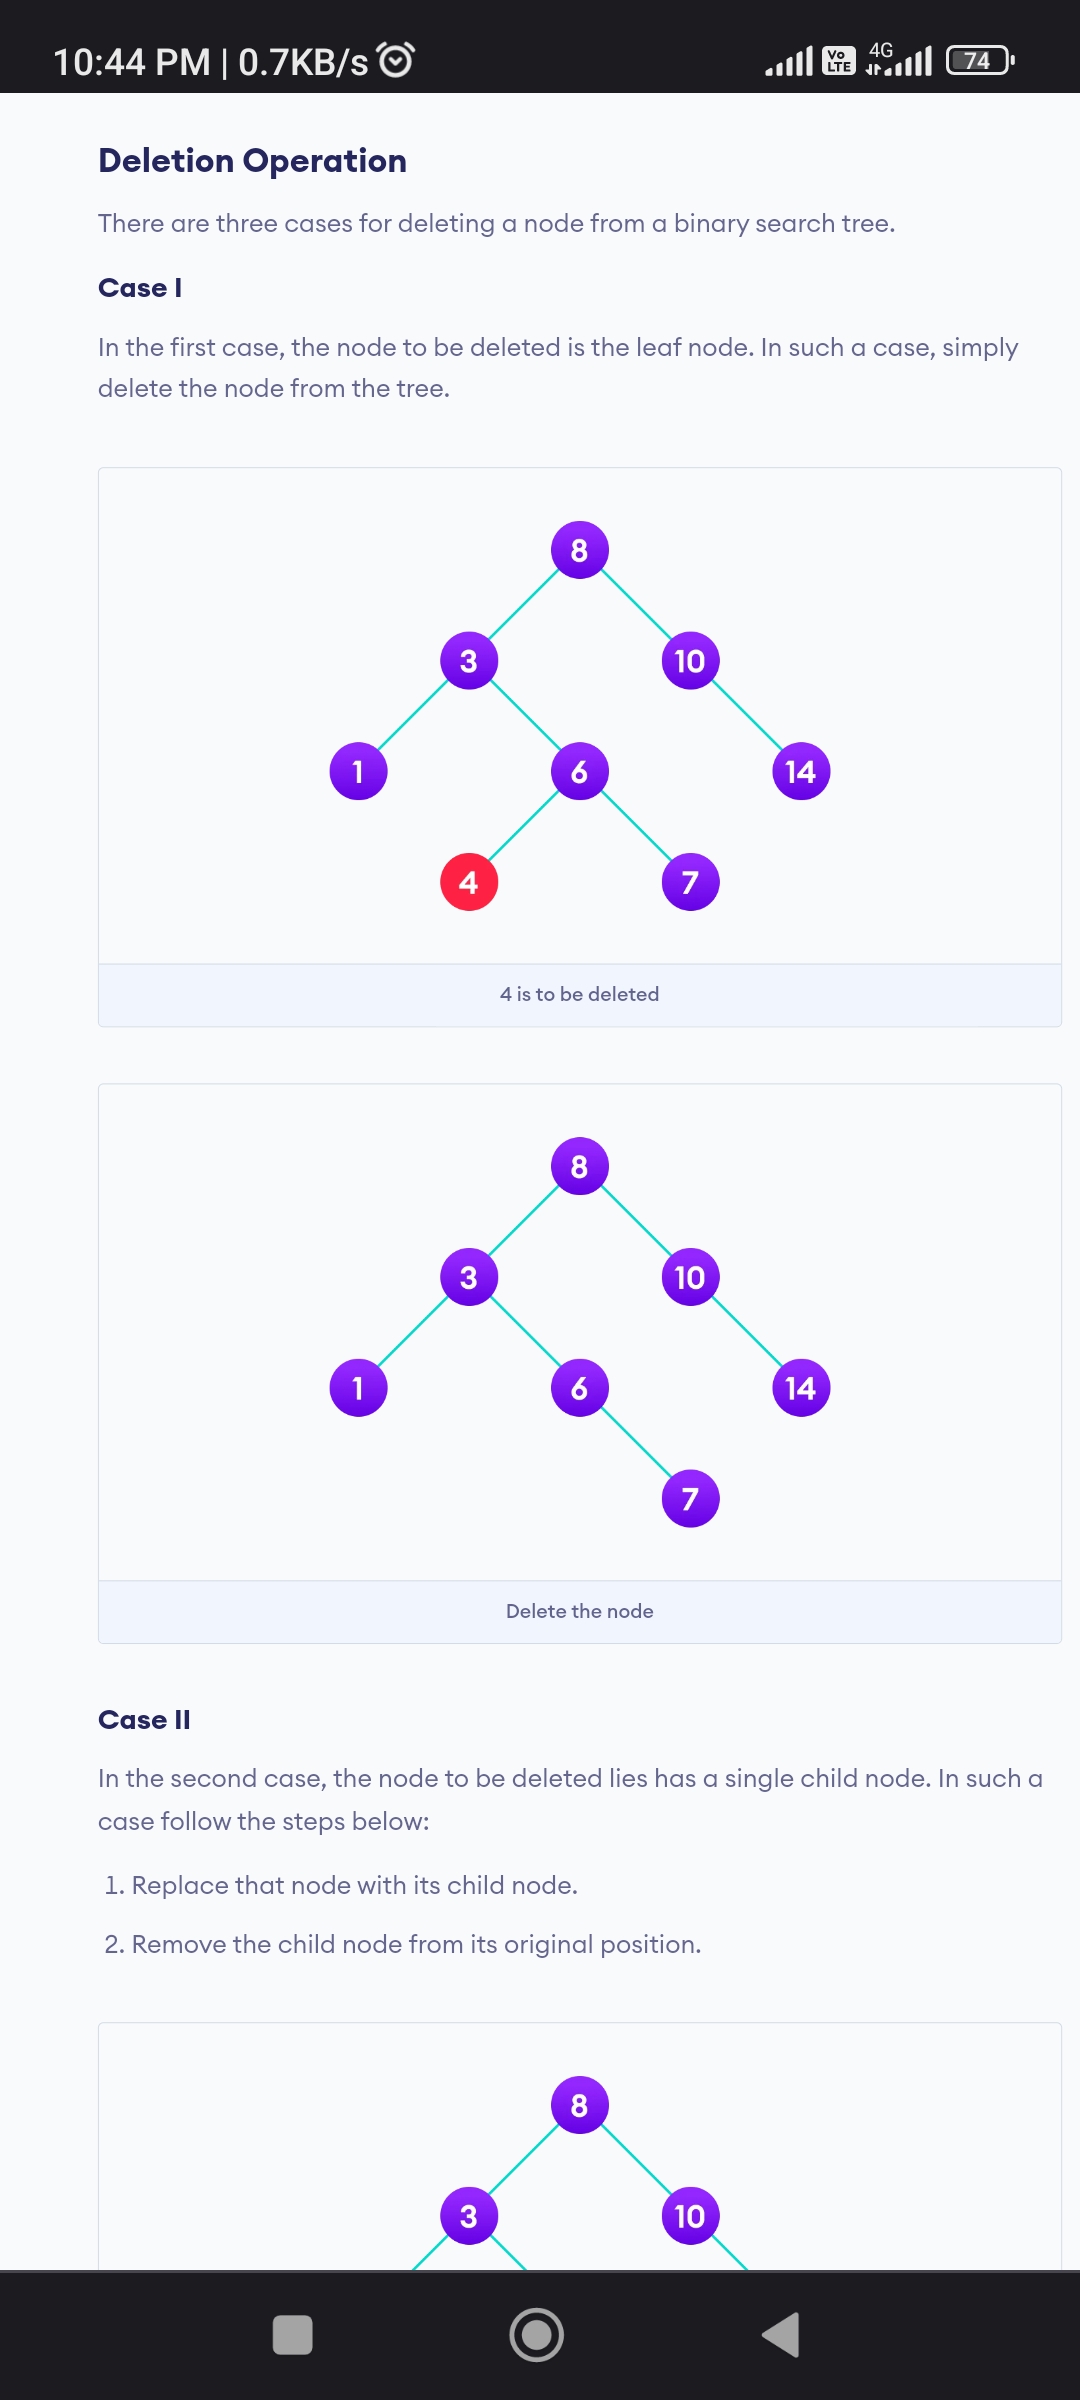 10:44 PM | 0.7KB/s Vo LTE 4G 74
Deletion Operation
There are three cases for deleting a node from a binary search tree.
Case I
In the first case, the node to be deleted is the leaf node. In such a case, simply
delete the node from the tree.
8
3 10
1 6 14
4 7
4 is to be deleted
8
3 10
1 6 14
7
Delete the node
Case II
In the second case, the node to be deleted lies has a single child node. In such a
case follow the steps below:
1. Replace that node with its child node.
2. Remove the child node from its original position.
8
3 10